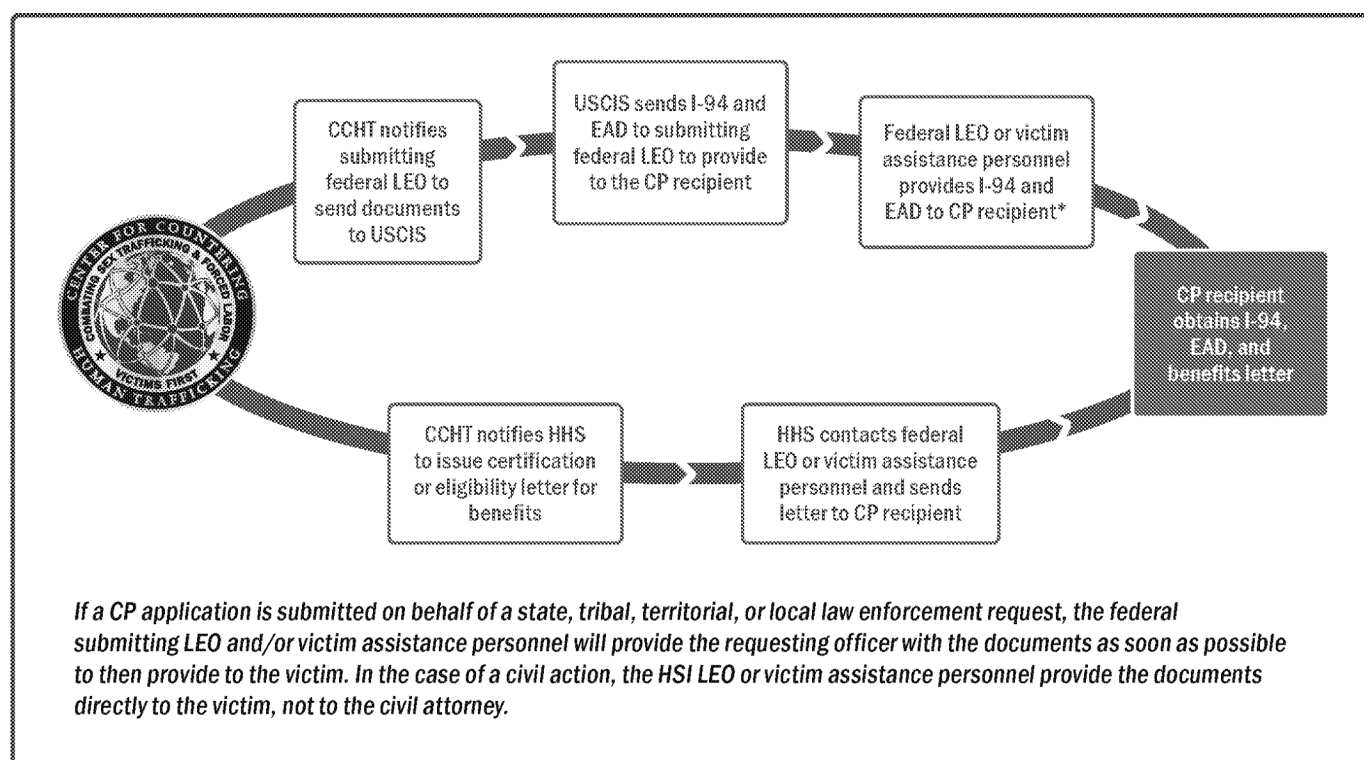 CENTER FOR COUNTERING
HUMAN TRAFFICKING
COMBATING SEX TRAFFICKING & FORCED LABOR
VICTIMS FIRST
CCHT notifies
submitting
federal LEO to
send documents
to USCIS
USCIS sends I-94 and
EAD to submitting
federal LEO to provide
to the CP recipient
Federal LEO or victim
assistance personnel
provides I-94 and
EAD to CP recipient*
CP recipient
obtains I-94,
EAD, and
benefits letter
CCHT notifies HHS
to issue certification
or eligibility letter for
benefits
HHS contacts federal
LEO or victim assistance
personnel and sends
letter to CP recipient
If a CP application is submitted on behalf of a state, tribal, territorial, or local law enforcement request, the federal
submitting LEO and/or victim assistance personnel will provide the requesting officer with the documents as soon as possible
to then provide to the victim. In the case of a civil action, the HSI LEO or victim assistance personnel provide the documents
directly to the victim, not to the civil attorney.